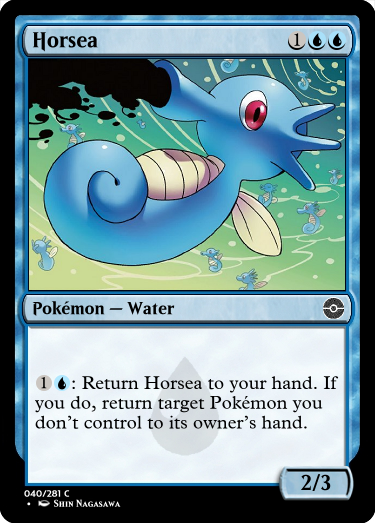 Horsea 1
Pokémon — Water
1 : Return Horsea to your hand. If
you do, return target Pokémon you
don't control to its owner's hand.
040/281 C
• Shin Nagasawa
2/3